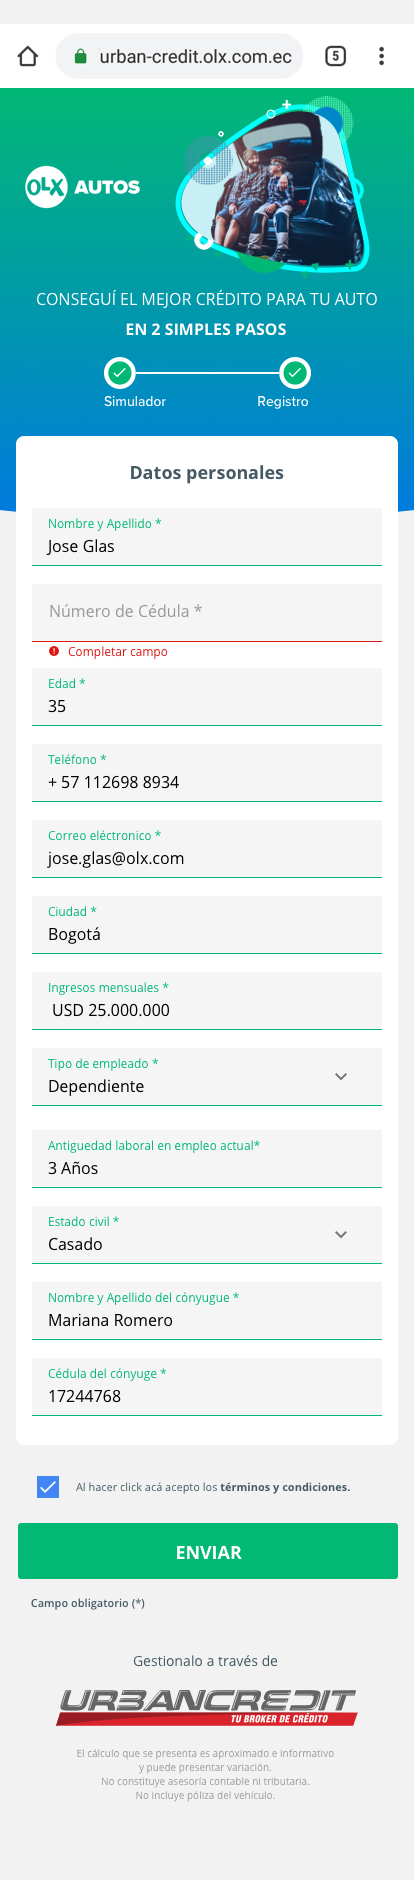 urban-credit.olx.com.ec
5
OLX AUTOS
CONSEGUÍ EL MEJOR CRÉDITO PARA TU AUTO
EN 2 SIMPLES PASOS
Simulador
Registro
Datos personales
Nombre y Apellido *
Jose Glas
Número de Cédula *
Completar campo
Edad *
35
Teléfono *
+ 57 112698 8934
Correo eléctronico *
jose.glas@olx.com
Ciudad *
Bogotá
Ingresos mensuales *
USD 25.000.000
Tipo de empleado *
Dependiente
Antiguedad laboral en empleo actual*
3 Años
Estado civil *
Casado
Nombre y Apellido del cónyugue *
Mariana Romero
Cédula del cónyuge *
17244768
Al hacer click acá acepto los términos y condiciones.
ENVIAR
Campo obligatorio (*)
Gestionalo a través de
URBANCREDIT
TU BROKER DE CRÉDITO
El cálculo que se presenta es aproximado e informativo
y puede presentar variación.
No constituye asesoría contable ni tributaria.
No incluye póliza del vehículo.